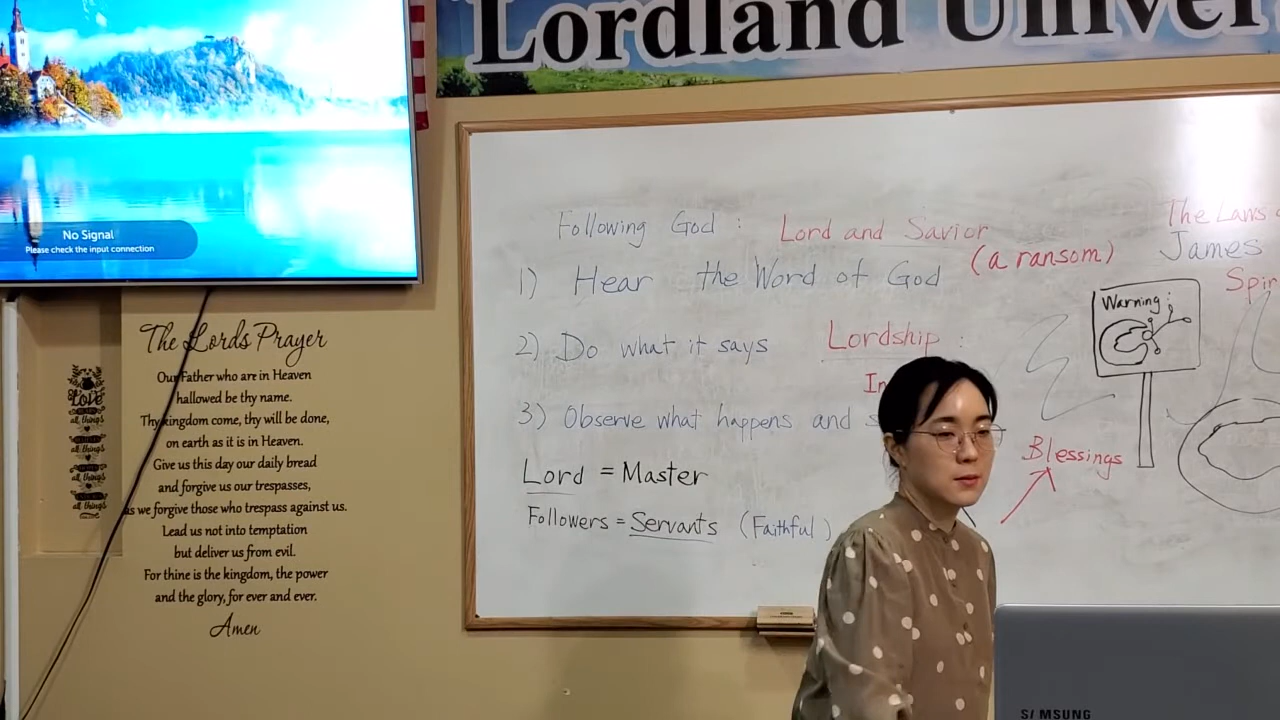 Lordland Univer
No Signal
Please check the input connection
The Lords Prayer
Our Father who are in Heaven
hallowed be thy name.
Thy kingdom come, thy will be done,
on earth as it is in Heaven.
Give us this day our daily bread
and forgive us our trespasses,
as we forgive those who trespass against us.
Lead us not into temptation
but deliver us from evil.
For thine is the kingdom, the power
and the glory, for ever and ever.
Amen
Love
all things
all things
all things
all things
Following God : Lord and Savior
(a ransom)
1) Hear the Word of God
2) Do what it says Lordship :
In
3) Observe what happens and s
Lord = Master
Followers = Servants (Faithful)
The Laws
James
Spir
Warning:
Blessings
SAMSUNG